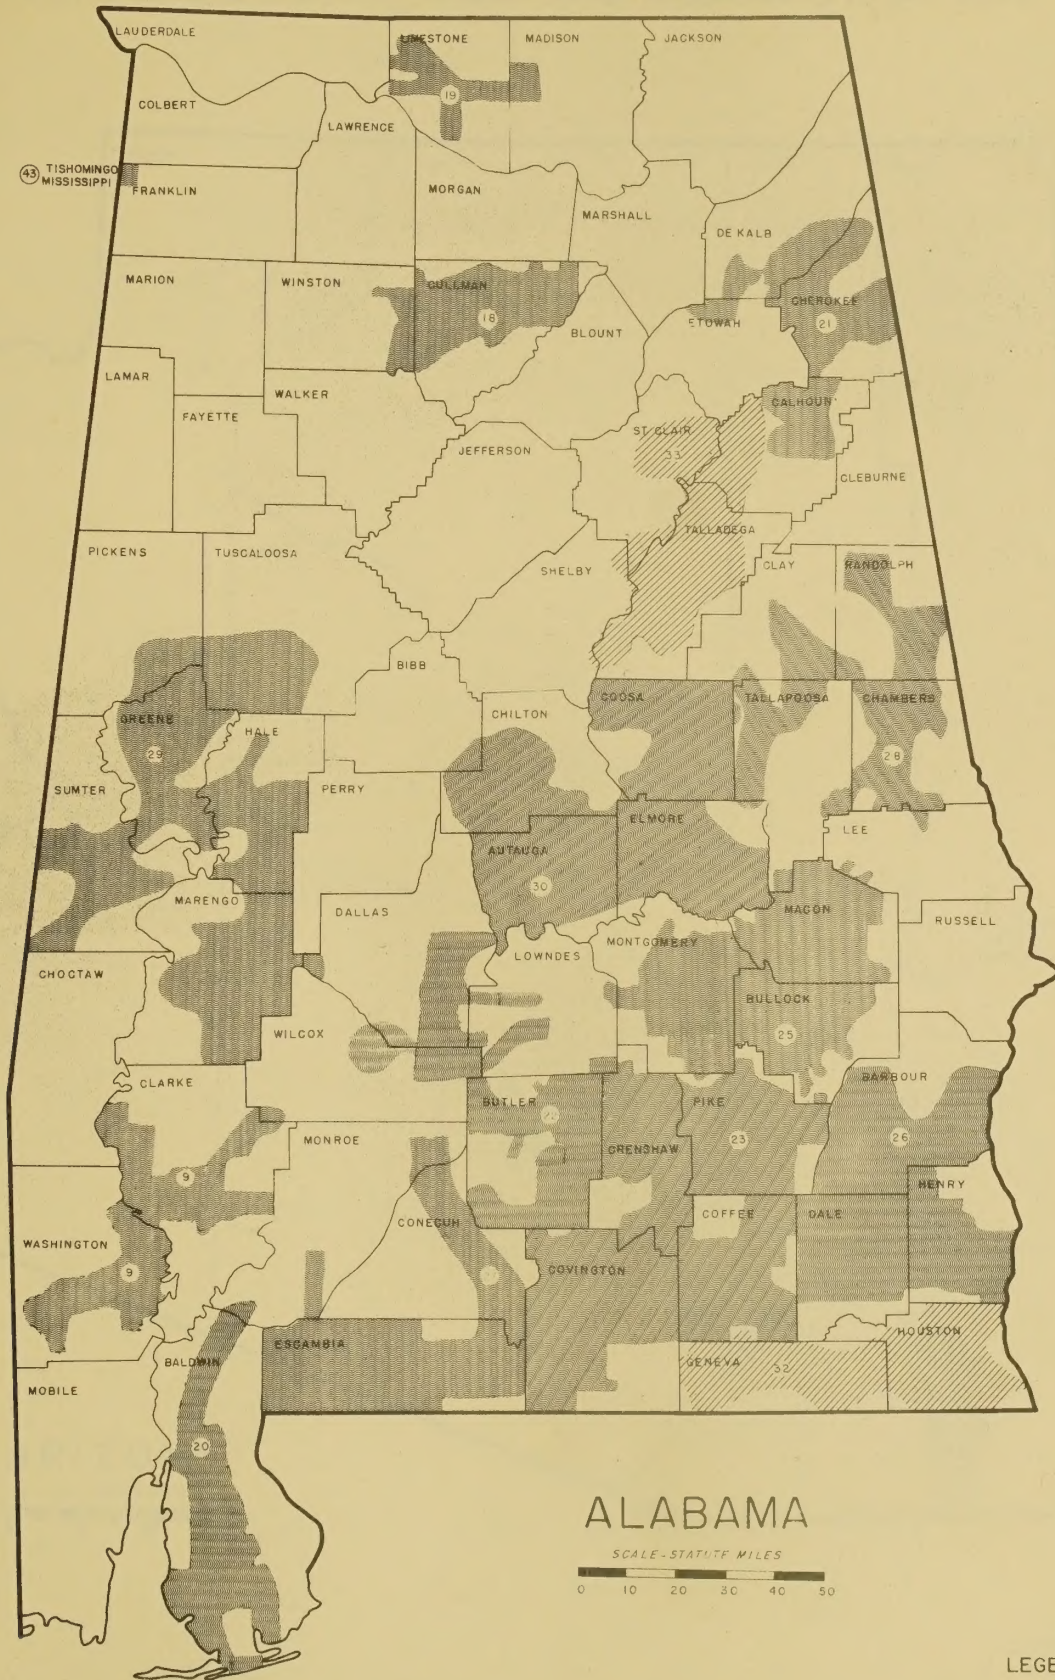 LAUDERDALE
LIMESTONE
MADISON
JACKSON
19
COLBERT
LAWRENCE
43 TISHOMINGO
MISSISSIPPI
FRANKLIN
MORGAN
MARSHALL
DE KALB
MARION
WINSTON
CULLMAN
18
BLOUNT
ETOWAH
CHEROKEE
21
LAMAR
FAYETTE
WALKER
JEFFERSON
ST CLAIR
33
CALHOUN
CLEBURNE
PICKENS
TUSCALOOSA
SHELBY
TALLADEGA
CLAY
RANDOLPH
BIBB
GREENE
29
HALE
CHILTON
COOSA
TALLAPOOSA
CHAMBERS
28
SUMTER
PERRY
AUTAUGA
30
ELMORE
LEE
MARENGO
DALLAS
LOWNDES
MONTGOMERY
MACON
RUSSELL
CHOCTAW
WILCOX
BULLOCK
25
CLARKE
9
MONROE
BUTLER
CRENSHAW
PIKE
23
BARBOUR
26
HENRY
WASHINGTON
9
CONECUH
COVINGTON
COFFEE
DALE
MOBILE
BALDWIN
20
ESCAMBIA
GENEVA
32
HOUSTON
ALABAMA
SCALE-STATUTE MILES
0 10 20 30 40 50
LEGE